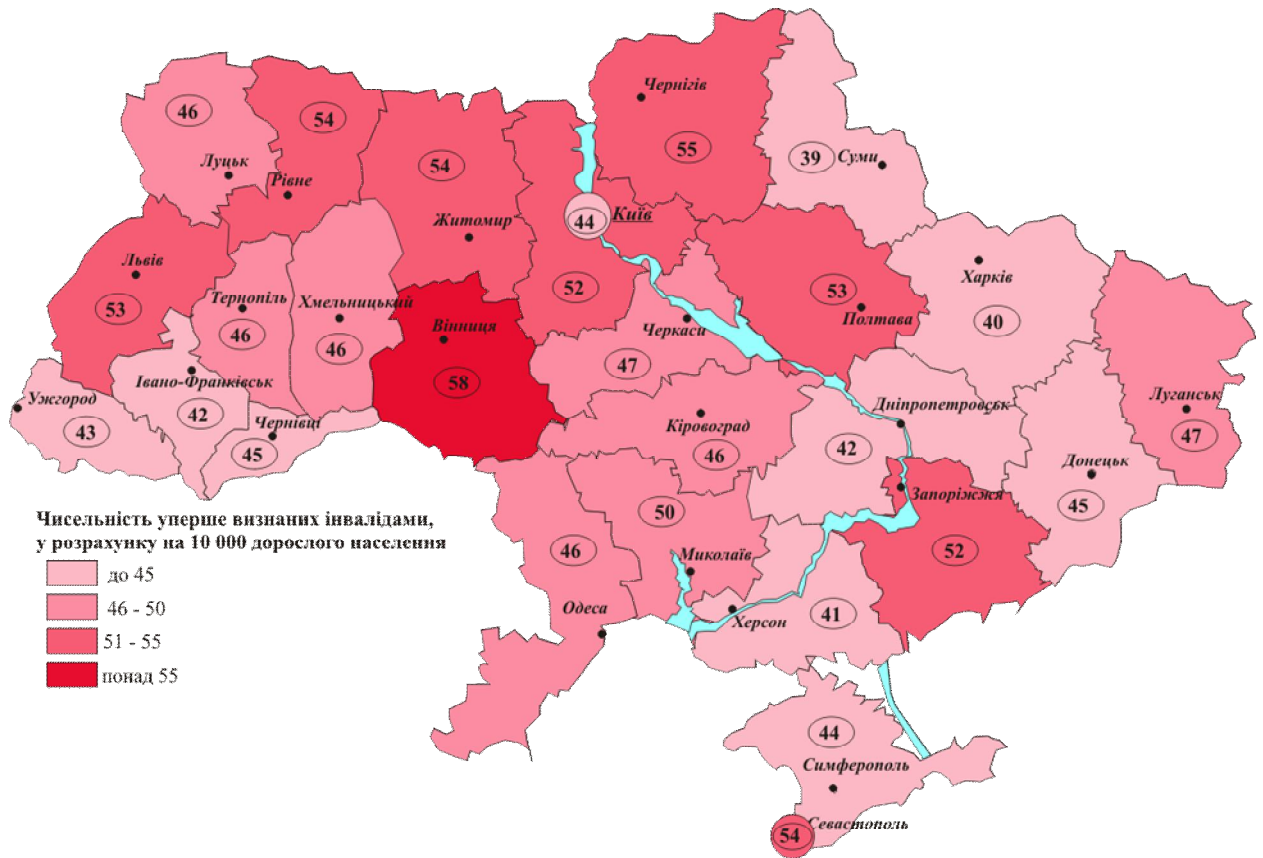 Чернігів
46
54
54
55
39
Суми
Луцьк
Рівне
Житомир
44
Київ
Львів
53
Тернопіль
46
Хмельницький
46
Вінниця
58
52
Черкаси
47
53
Полтава
Харків
40
Ужгород
43
Івано-Франківськ
42
Чернівці
45
Кіровоград
46
Дніпропетровськ
42
Луганськ
47
Донецьк
45
Запоріжжя
52
50
Миколаїв
46
Одеса
Херсон
41
44
Симферополь
Севастополь
54
Чисельність уперше визнаних інвалідами,
у розрахунку на 10 000 дорослого населення
до 45
46 - 50
51 - 55
понад 55